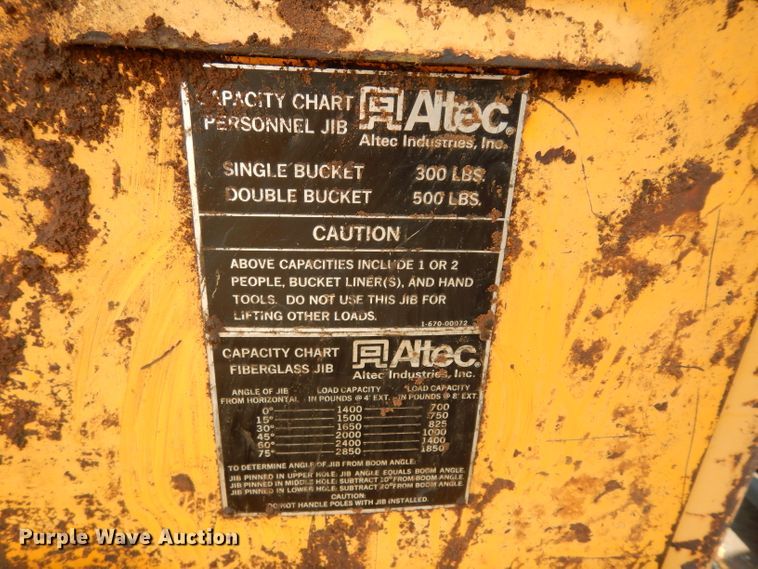 CAPACITY CHART
PERSONNEL JIB
Altec®
Altec Industries, Inc.
SINGLE BUCKET 300 LBS.
DOUBLE BUCKET 500 LBS.
CAUTION
ABOVE CAPACITIES INCLUDE 1 OR 2
PEOPLE, BUCKET LINER(S), AND HAND
TOOLS. DO NOT USE THIS JIB FOR
LIFTING OTHER LOADS.
1-670-00072
CAPACITY CHART
FIBERGLASS JIB
Altec®
Altec Industries, Inc.
ANGLE OF JIB LOAD CAPACITY LOAD CAPACITY
FROM HORIZONTAL IN POUNDS @ 4' EXT. IN POUNDS @ 8' EXT.
0° 1400 700
15° 1500 750
30° 1650 825
45° 2000 1000
60° 2400 1400
75° 2850 1850
TO DETERMINE ANGLE OF JIB FROM BOOM ANGLE:
JIB PINNED IN UPPER HOLE: JIB ANGLE EQUALS BOOM ANGLE.
JIB PINNED IN MIDDLE HOLE: SUBTRACT FROM BOOM ANGLE.
JIB PINNED IN LOWER HOLE: SUBTRACT FROM BOOM ANGLE.
CAUTION:
DO NOT HANDLE POLES WITH JIB INSTALLED.
Purple Wave Auction